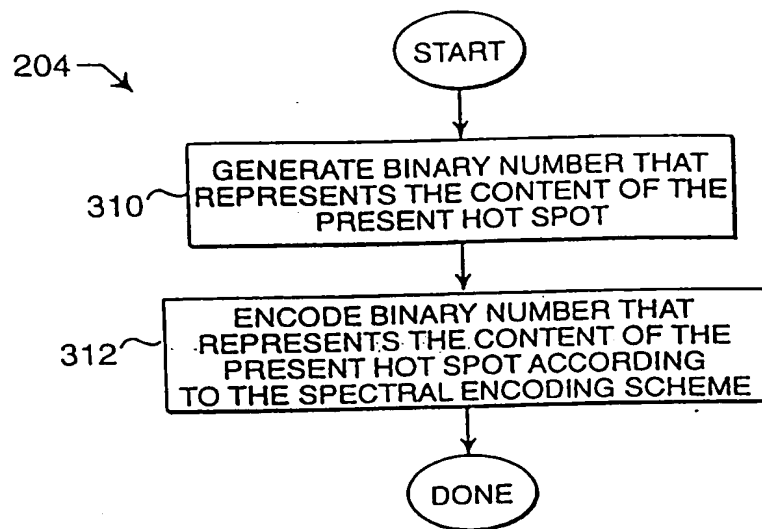 START
204
GENERATE BINARY NUMBER THAT
REPRESENTS THE CONTENT OF THE
PRESENT HOT SPOT
310
ENCODE BINARY NUMBER THAT
REPRESENTS THE CONTENT OF THE
PRESENT HOT SPOT ACCORDING
TO THE SPECTRAL ENCODING SCHEME
312
DONE